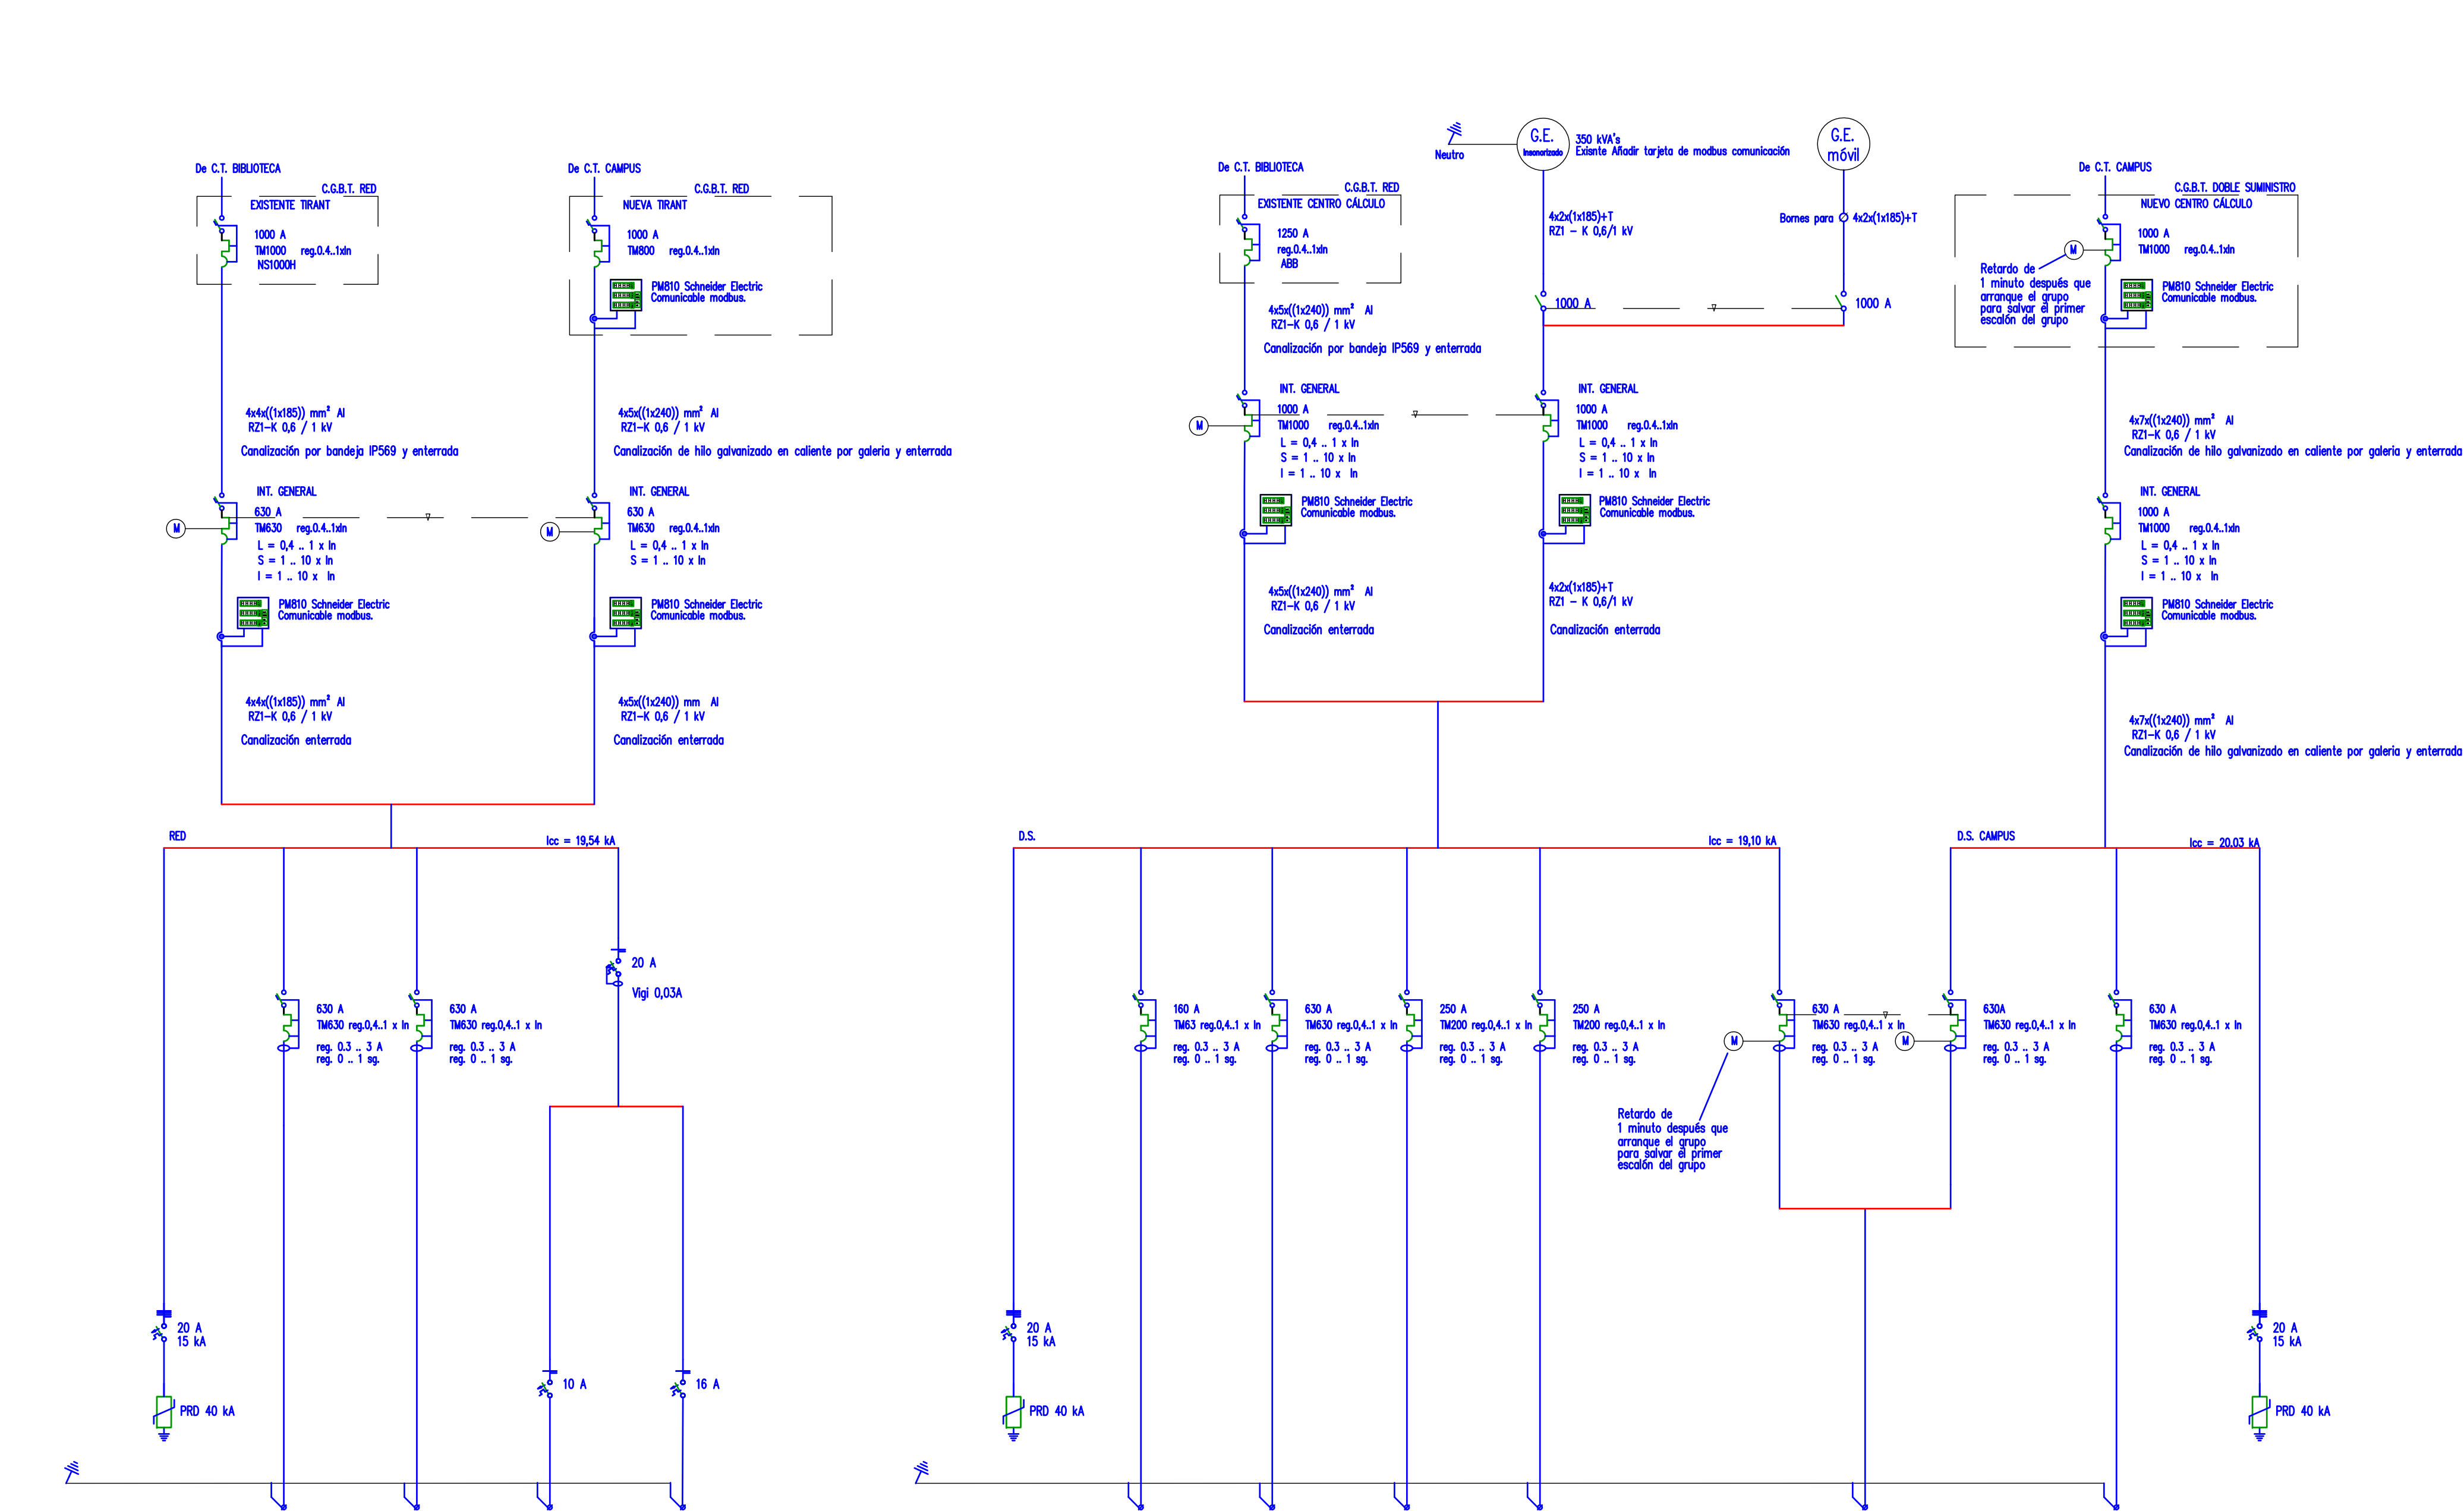 De C.T. BIBLIOTECA
C.G.B.T. RED
EXISTENTE TIRANT
1000 A
TM1000 reg.0.4..1xIn
NS1000H
4x4x((1x185)) mm² Al
RZ1-K 0,6 / 1 kV
Canalización por bandeja IP569 y enterrada
INT. GENERAL
630 A
M
TM630 reg.0.4..1xIn
L = 0,4 .. 1 x In
S = 1 .. 10 x In
I = 1 .. 10 x In
PM810 Schneider Electric
Comunicable modbus.
4x4x((1x185)) mm² Al
RZ1-K 0,6 / 1 kV
Canalización enterrada
De C.T. CAMPUS
C.G.B.T. RED
NUEVA TIRANT
1000 A
TM800 reg.0.4..1xIn
PM810 Schneider Electric
Comunicable modbus.
4x5x((1x240)) mm² Al
RZ1-K 0,6 / 1 kV
Canalización de hilo galvanizado en caliente por galeria y enterrada
INT. GENERAL
630 A
M
TM630 reg.0.4..1xIn
L = 0,4 .. 1 x In
S = 1 .. 10 x In
PM810 Schneider Electric
Comunicable modbus.
4x5x((1x240)) mm Al
RZ1-K 0,6 / 1 kV
Canalización enterrada
RED
Icc = 19,54 kA
20 A
Vigi 0,03A
630 A
TM630 reg.0,4..1 x In
reg. 0.3 .. 3 A
reg. 0 .. 1 sg.
630 A
TM630 reg.0,4..1 x In
reg. 0.3 .. 3 A
reg. 0 .. 1 sg.
20 A
15 kA
PRD 40 kA
10 A
16 A
De C.T. BIBLIOTECA
C.G.B.T. RED
EXISTENTE CENTRO CÁLCULO
1250 A
reg.0.4..1xIn
ABB
4x5x((1x240)) mm² Al
RZ1-K 0,6 / 1 kV
Canalización por bandeja IP569 y enterrada
INT. GENERAL
1000 A
M
TM1000 reg.0.4..1xIn
L = 0,4 .. 1 x In
S = 1 .. 10 x In
I = 1 .. 10 x In
PM810 Schneider Electric
Comunicable modbus.
4x5x((1x240)) mm² Al
RZ1-K 0,6 / 1 kV
Canalización enterrada
Neutro
G.E.
Insonorizado
350 kVA's
Exisnte Añadir tarjeta de modbus comunicación
4x2x(1x185)+T
RZ1 - K 0,6/1 kV
1000 A
G.E.
móvil
Bornes para 4x2x(1x185)+T
1000 A
INT. GENERAL
1000 A
TM1000 reg.0.4..1xIn
L = 0,4 .. 1 x In
S = 1 .. 10 x In
I = 1 .. 10 x In
PM810 Schneider Electric
Comunicable modbus.
4x2x(1x185)+T
RZ1 - K 0,6/1 kV
Canalización enterrada
De C.T. CAMPUS
C.G.B.T. DOBLE SUMINISTRO
NUEVO CENTRO CÁLCULO
1000 A
M
TM1000 reg.0.4..1xIn
Retardo de
1 minuto después que
arranque el grupo
para salvar el primer
escalón del grupo
PM810 Schneider Electric
Comunicable modbus.
4x7x((1x240)) mm² Al
RZ1-K 0,6 / 1 kV
Canalización de hilo galvanizado en caliente por galeria y enterrada
INT. GENERAL
1000 A
TM1000 reg.0.4..1xIn
L = 0,4 .. 1 x In
S = 1 .. 10 x In
I = 1 .. 10 x In
PM810 Schneider Electric
Comunicable modbus.
4x7x((1x240)) mm² Al
RZ1-K 0,6 / 1 kV
Canalización de hilo galvanizado en caliente por galeria y enterrada
D.S.
Icc = 19,10 kA
160 A
TM63 reg.0,4..1 x In
reg. 0.3 .. 3 A
reg. 0 .. 1 sg.
630 A
TM630 reg.0,4..1 x In
reg. 0.3 .. 3 A
reg. 0 .. 1 sg.
250 A
TM200 reg.0,4..1 x In
reg. 0.3 .. 3 A
reg. 0 .. 1 sg.
250 A
TM200 reg.0,4..1 x In
reg. 0.3 .. 3 A
reg. 0 .. 1 sg.
630 A
TM630 reg.0,4..1 x In
M
reg. 0.3 .. 3 A
reg. 0 .. 1 sg.
Retardo de
1 minuto después que
arranque el grupo
para salvar el primer
escalón del grupo
20 A
15 kA
PRD 40 kA
D.S. CAMPUS
Icc = 20.03 kA
630A
TM630 reg.0,4..1 x In
M
reg. 0.3 .. 3 A
reg. 0 .. 1 sg.
630 A
TM630 reg.0,4..1 x In
reg. 0.3 .. 3 A
reg. 0 .. 1 sg.
20 A
15 kA
PRD 40 kA